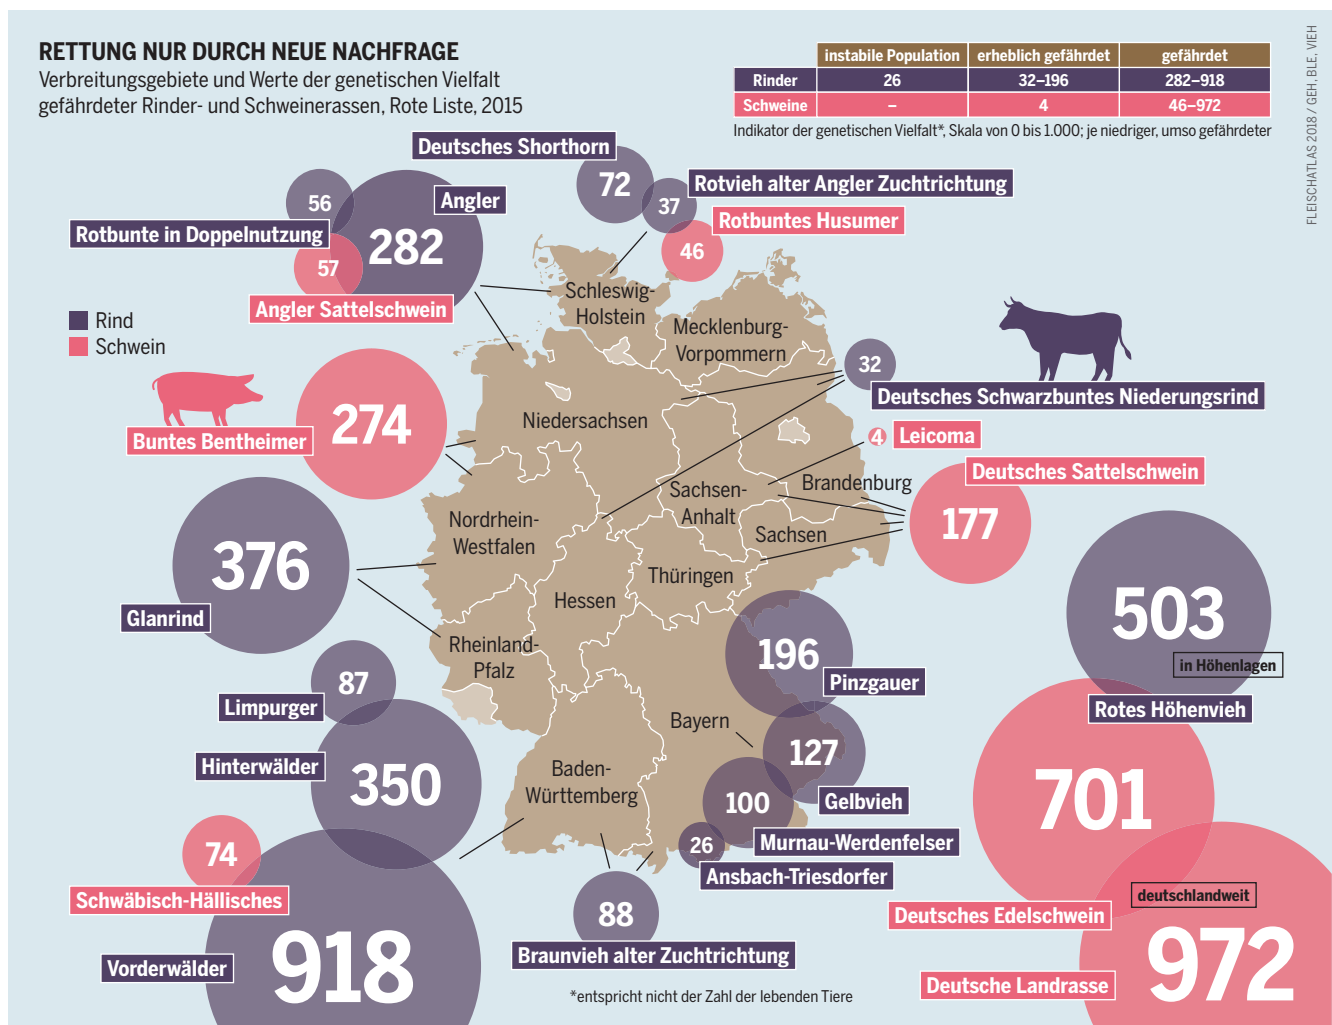 RETTUNG NUR DURCH NEUE NACHFRAGE
Verbreitungsgebiete und Werte der genetischen Vielfalt
gefährdeter Rinder- und Schweinerassen, Rote Liste, 2015
instabile Population erheblich gefährdet gefährdet
Rinder 26 32–196 282–918
Schweine – 4 46–972
Indikator der genetischen Vielfalt*, Skala von 0 bis 1.000; je niedriger, umso gefährdeter
FLEISCHATLAS 2018 / GEH, BLE, VIEH
Deutsches Shorthorn
72
Rotvieh alter Angler Zuchtrichtung
37
Rotbuntes Husumer
46
56
Rotbunte in Doppelnutzung
Angler
282
57
Angler Sattelschwein
Rind
Schwein
Schleswig-
Holstein
Mecklenburg-
Vorpommern
32
Deutsches Schwarzbuntes Niederungsrind
274
Buntes Bentheimer
Niedersachsen
4
Leicoma
Deutsches Sattelschwein
177
Brandenburg
Sachsen-
Anhalt
Sachsen
Nordrhein-
Westfalen
Thüringen
Hessen
376
Glanrind
Rheinland-
Pfalz
503
in Höhenlagen
Rotes Höhenvieh
196
Pinzgauer
87
Limpurger
Bayern
127
Gelbvieh
Hinterwälder
350
Baden-
Württemberg
100
Murnau-Werdenfelser
701
Deutsches Edelschwein
26
Ansbach-Triesdorfer
74
Schwäbisch-Hällisches
88
Braunvieh alter Zuchtrichtung
deutschlandweit
972
Deutsche Landrasse
Vorderwälder
918
*entspricht nicht der Zahl der lebenden Tiere